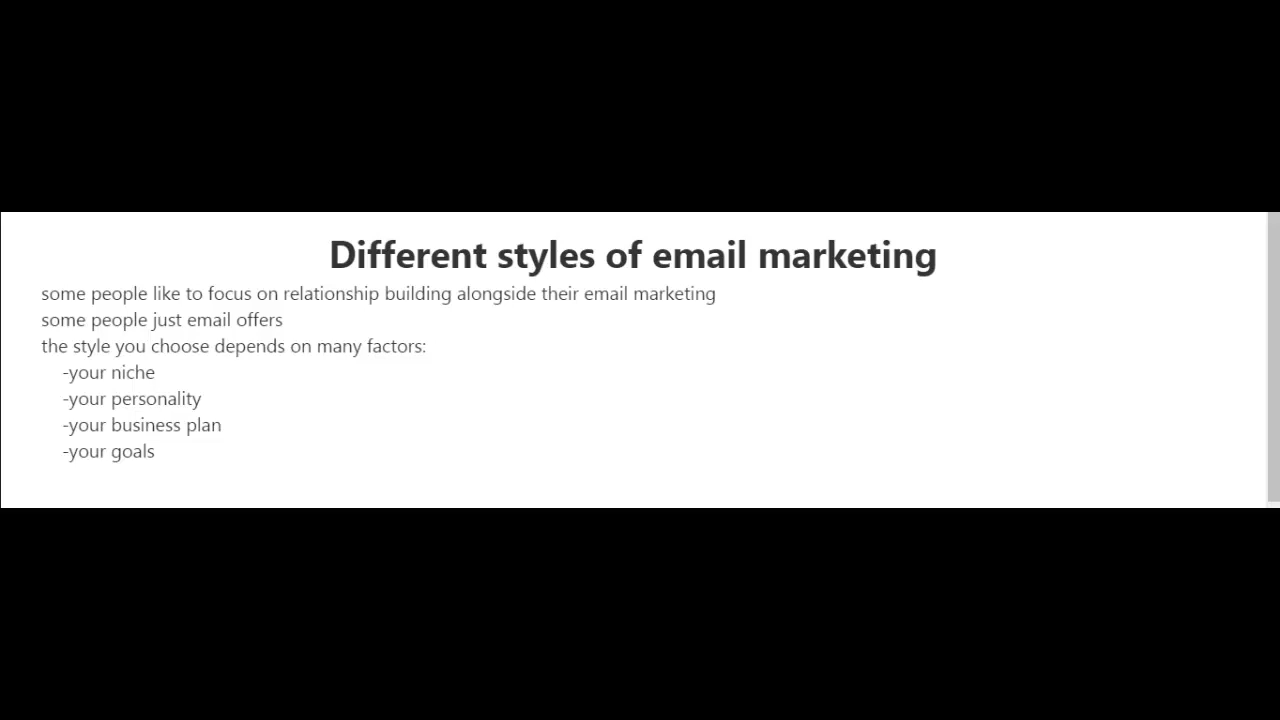 Different styles of email marketing
some people like to focus on relationship building alongside their email marketing
some people just email offers
the style you choose depends on many factors:
-your niche
-your personality
-your business plan
-your goals